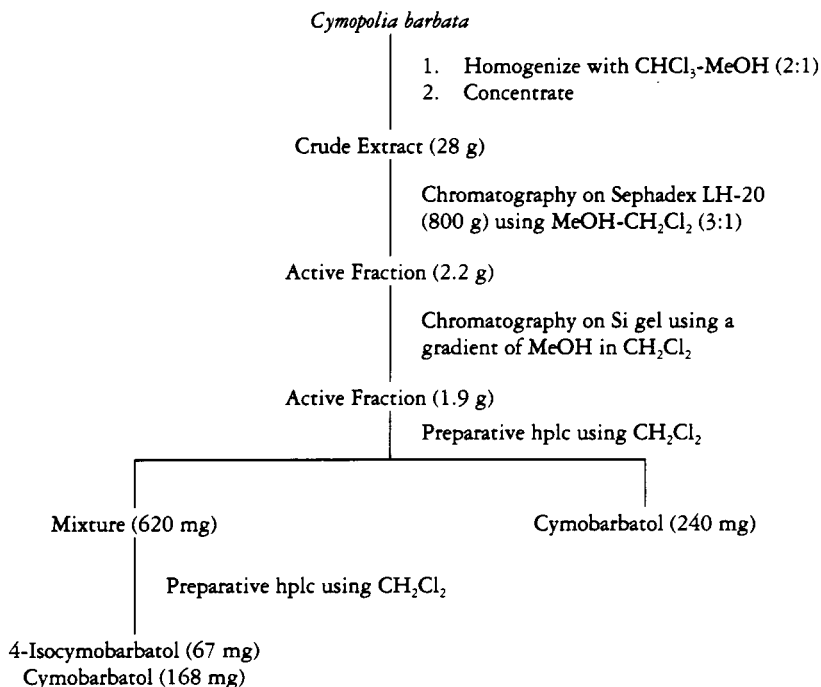 Cymopolia barbata
1. Homogenize with CHCl₃-MeOH (2:1)
2. Concentrate
Crude Extract (28 g)
Chromatography on Sephadex LH-20
(800 g) using MeOH-CH₂Cl₂ (3:1)
Active Fraction (2.2 g)
Chromatography on Si gel using a
gradient of MeOH in CH₂Cl₂
Active Fraction (1.9 g)
Preparative hplc using CH₂Cl₂
Mixture (620 mg)
Cymobarbatol (240 mg)
Preparative hplc using CH₂Cl₂
4-Isocymobarbatol (67 mg)
Cymobarbatol (168 mg)